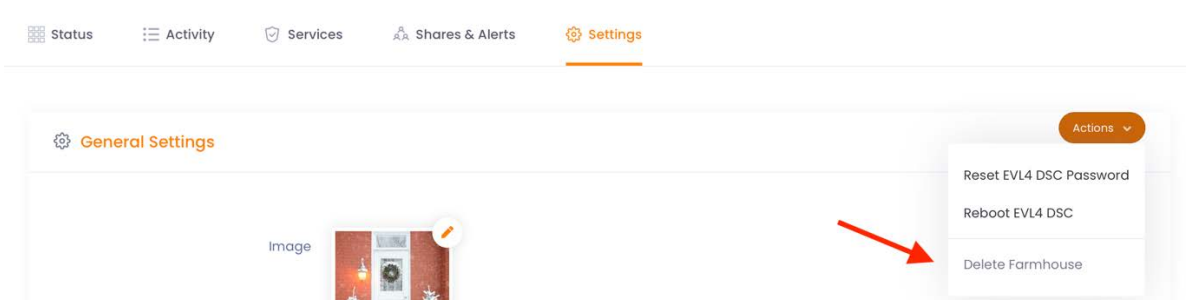 Status
Activity
Services
Shares & Alerts
Settings
General Settings
Actions
Reset EVL4 DSC Password
Reboot EVL4 DSC
Delete Farmhouse
Image